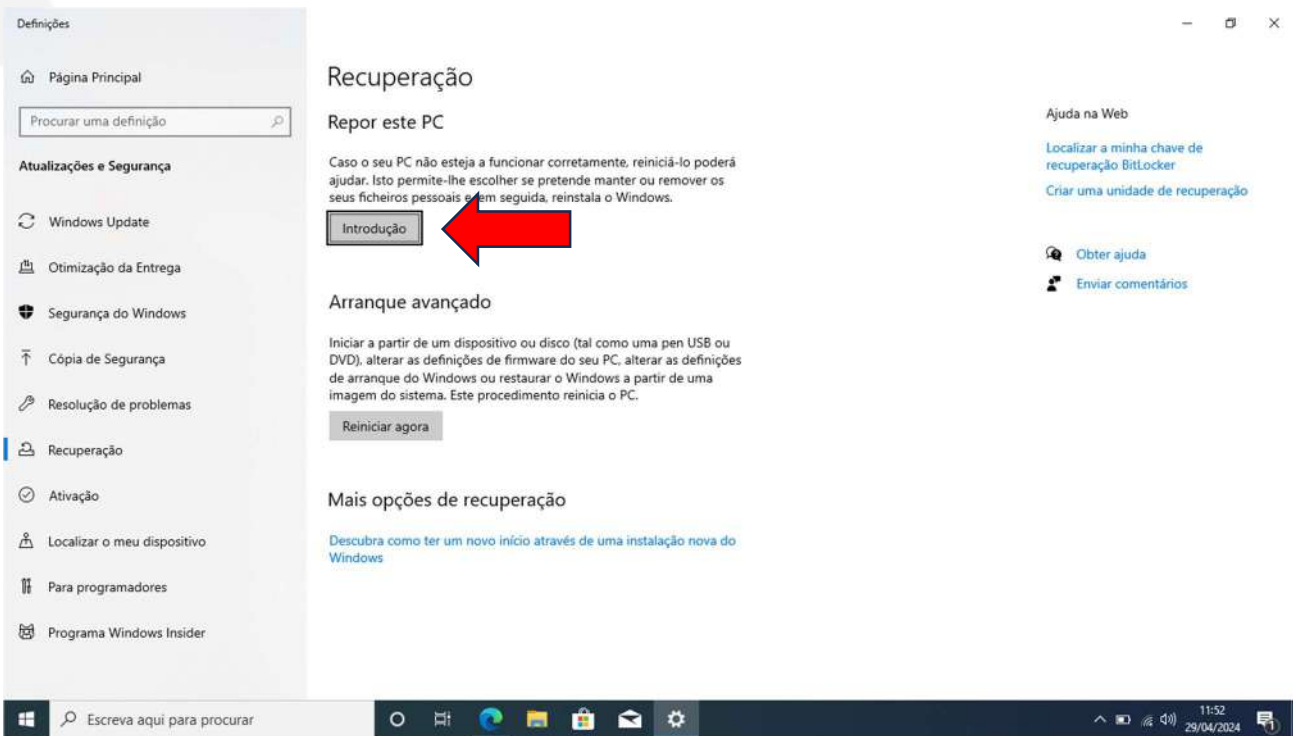 Definições
Página Principal
Procurar uma definição
Atualizações e Segurança
Windows Update
Otimização da Entrega
Segurança do Windows
Cópia de Segurança
Resolução de problemas
Recuperação
Ativação
Localizar o meu dispositivo
Para programadores
Programa Windows Insider
Recuperação
Repor este PC
Caso o seu PC não esteja a funcionar corretamente, reiniciá-lo poderá
ajudar. Isto permite-lhe escolher se pretende manter ou remover os
seus ficheiros pessoais e, em seguida, reinstala o Windows.
Introdução
Arranque avançado
Iniciar a partir de um dispositivo ou disco (tal como uma pen USB ou
DVD), alterar as definições de firmware do seu PC, alterar as definições
de arranque do Windows ou restaurar o Windows a partir de uma
imagem do sistema. Este procedimento reinicia o PC.
Reiniciar agora
Mais opções de recuperação
Descubra como ter um novo início através de uma instalação nova do
Windows
Ajuda na Web
Localizar a minha chave de
recuperação BitLocker
Criar uma unidade de recuperação
Obter ajuda
Enviar comentários
Escreva aqui para procurar
11:52
29/04/2024
1